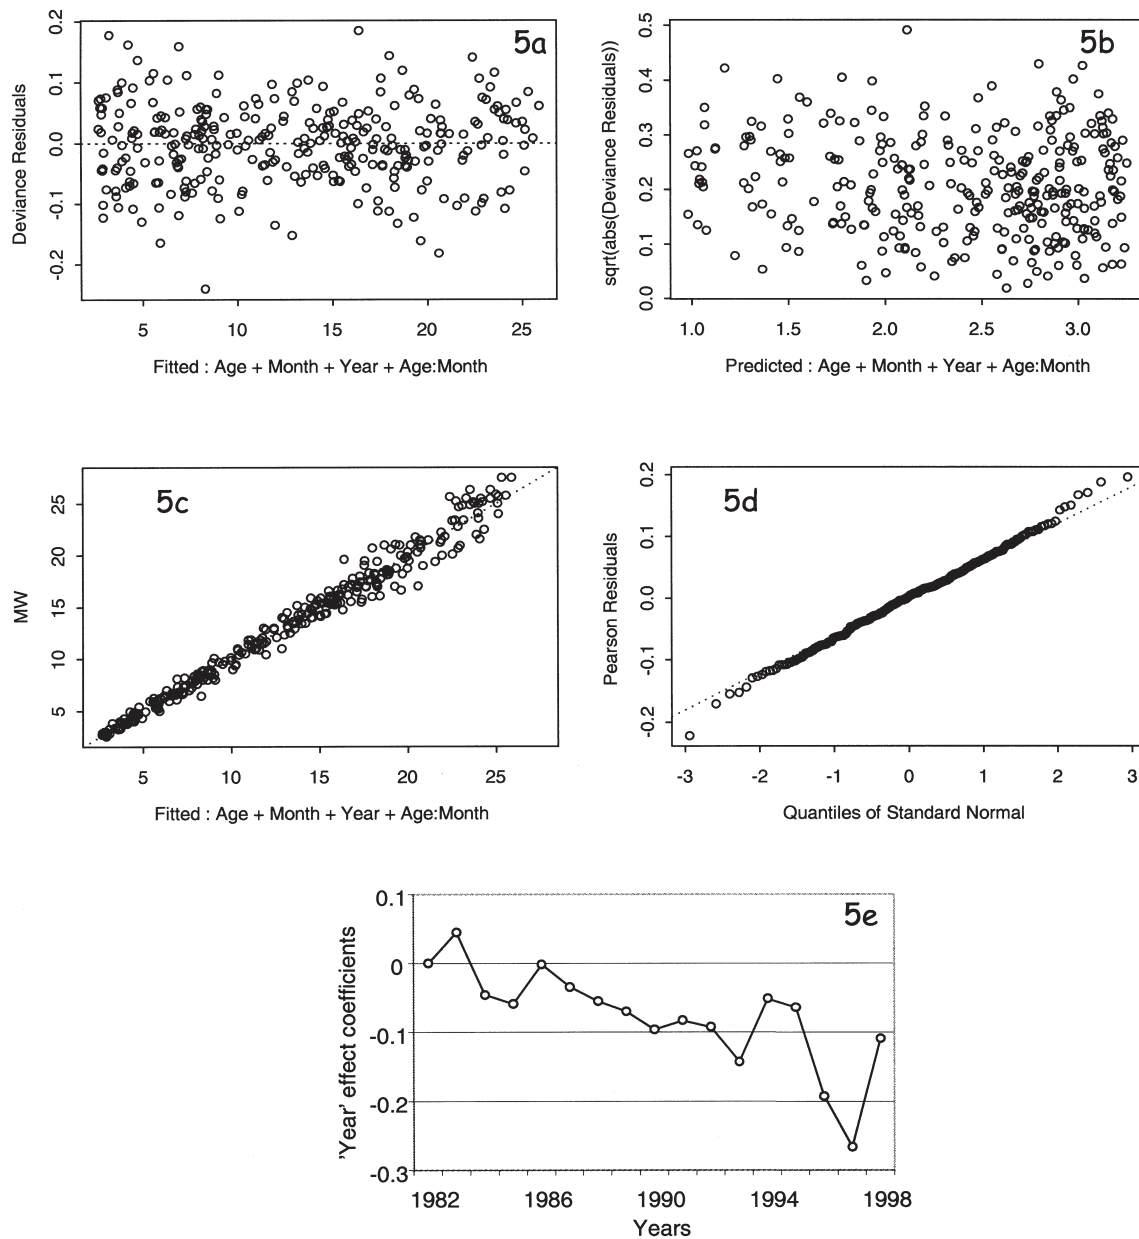 5a
0.2
0.1
0.0
-0.1
-0.2
Deviance Residuals
5 10 15 20 25
Fitted : Age + Month + Year + Age:Month
5b
0.5
0.4
0.3
0.2
0.1
0.0
sqrt(abs(Deviance Residuals))
1.0 1.5 2.0 2.5 3.0
Predicted : Age + Month + Year + Age:Month
5c
25
20
15
10
5
MW
5 10 15 20 25
Fitted : Age + Month + Year + Age:Month
5d
0.2
0.1
0.0
-0.1
-0.2
Pearson Residuals
-3 -2 -1 0 1 2 3
Quantiles of Standard Normal
5e
0.1
0
-0.1
-0.2
-0.3
'Year' effect coefficients
1982 1986 1990 1994 1998
Years